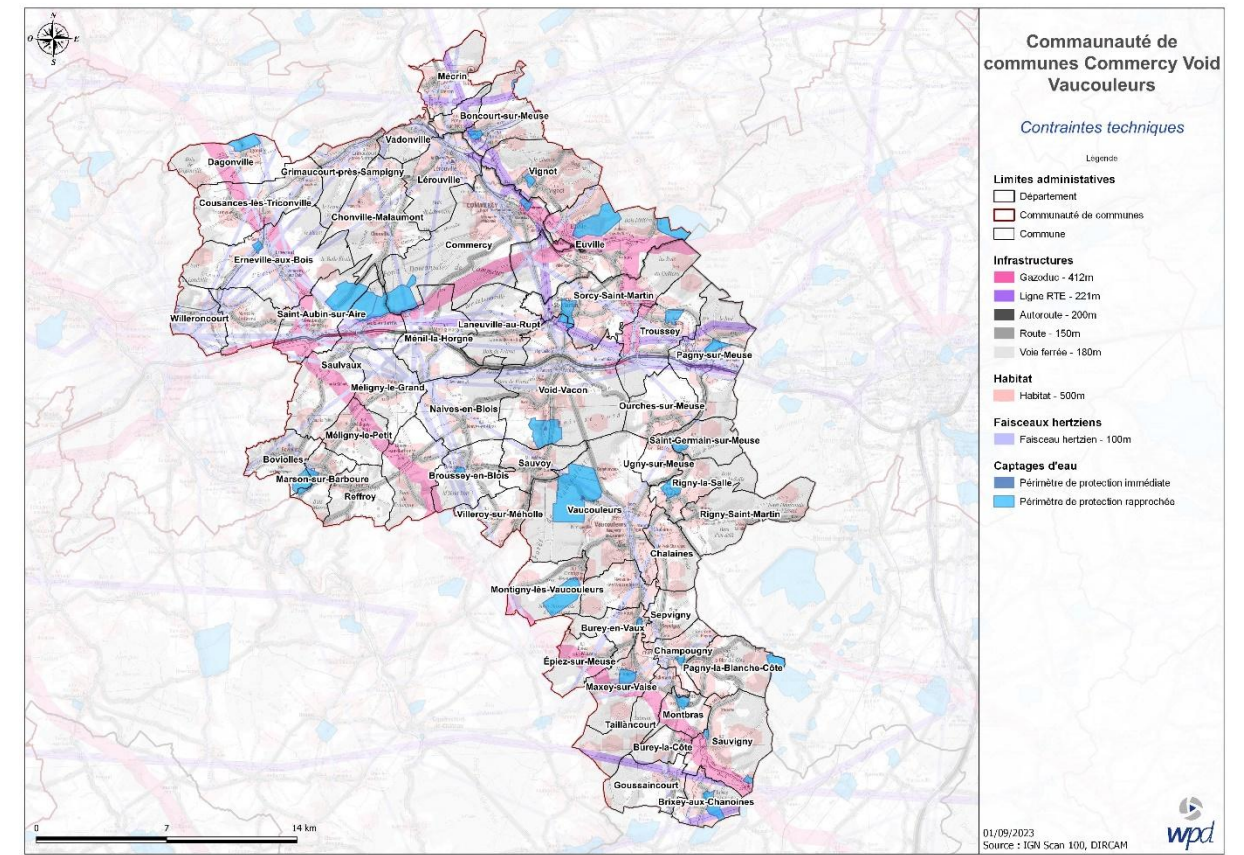 N
O
E
S
Mécrin
Boncourt-sur-Meuse
Vadonville
Dagonville
Grimaucourt-près-Sampigny
Lérouville
Vignot
Cousances-lès-Triconville
Chonville-Malaumont
Commercy
Euville
Erneville-aux-Bois
Sorcy-Saint-Martin
Willeroncourt
Saint-Aubin-sur-Aire
Laneuville-au-Rupt
Troussey
Ménil-la-Horgne
Pagny-sur-Meuse
Saulvaux
Méligny-le-Grand
Void-Vacon
Naives-en-Blois
Ourches-sur-Meuse
Méligny-le-Petit
Saint-Germain-sur-Meuse
Boviolles
Sauvoy
Ugny-sur-Meuse
Marson-sur-Barboure
Broussey-en-Blois
Rigny-la-Salle
Reffroy
Villeroy-sur-Méholle
Vaucouleurs
Rigny-Saint-Martin
Chalaines
Montigny-lès-Vaucouleurs
Sepvigny
Burey-en-Vaux
Champougny
Épiez-sur-Meuse
Pagny-la-Blanche-Côte
Maxey-sur-Vaise
Montbras
Taillancourt
Sauvigny
Burey-la-Côte
Goussaincourt
Brixey-aux-Chanoines
0 7 14 km
Commaunauté de
communes Commercy Void
Vaucouleurs
Contraintes techniques
Légende
Limites administatives
Département
Communauté de communes
Commune
Infrastructures
Gazoduc - 412m
Ligne RTE - 221m
Autoroute - 200m
Route - 150m
Voie ferrée - 180m
Habitat
Habitat - 500m
Faisceaux hertziens
Faisceau hertzien - 100m
Captages d'eau
Périmètre de protection immédiate
Périmètre de protection rapprochée
01/09/2023
Source : IGN Scan 100, DIRCAM
wpd